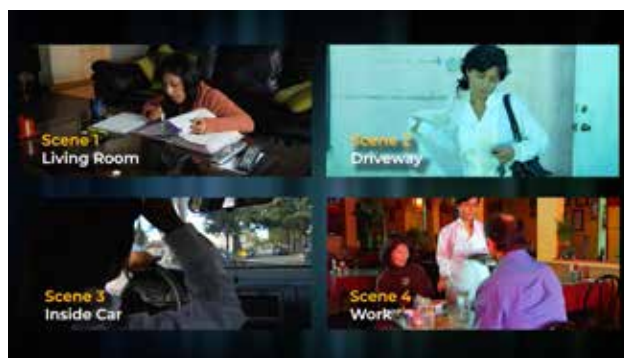 Scene 1
Living Room
Scene 2
Driveway
Scene 3
Inside Car
Scene 4
Work